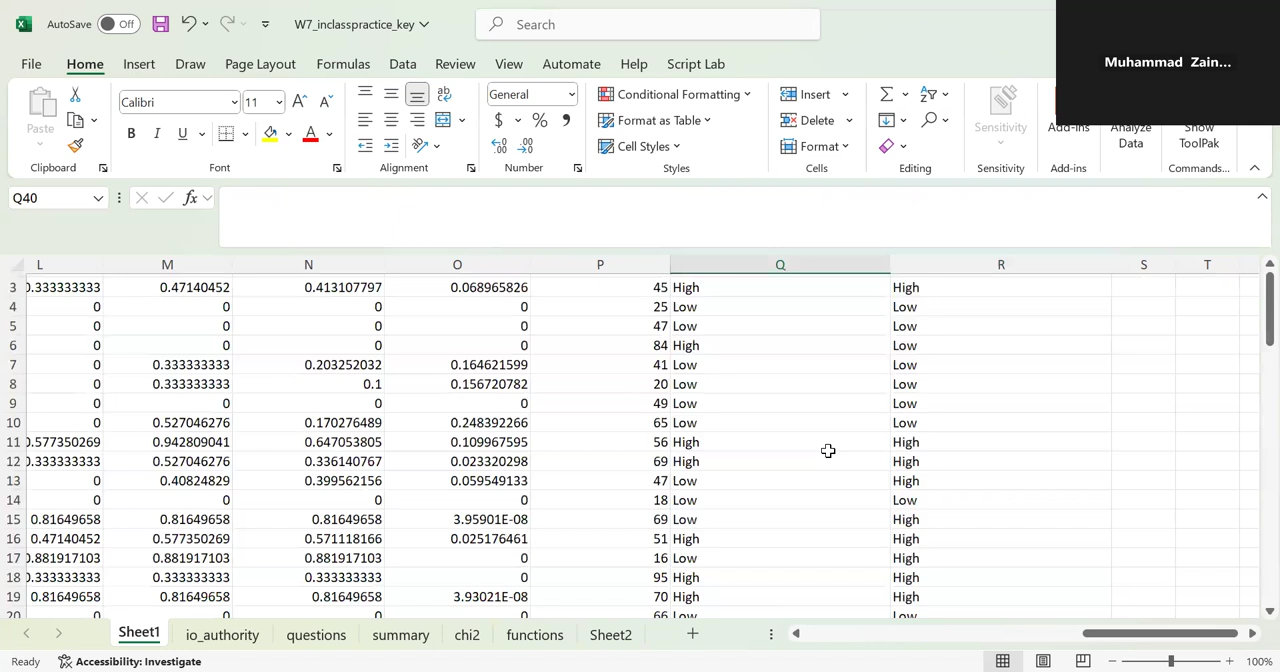 AutoSave Off W7_inclasspractice_key Search
Muhammad Zain...
File Home Insert Draw Page Layout Formulas Data Review View Automate Help Script Lab
Paste Calibri 11 A A General Conditional Formatting Insert Sensitivity
B I U A ab $ % , Format as Table Delete Add-ins Analyze Data Show ToolPak
Cell Styles Format
Clipboard Font Alignment Number Styles Cells Editing Sensitivity Add-ins Commands...
Q40 fx
L M N O P Q R S T
3 0.333333333 0.47140452 0.413107797 0.068965826 45 High High
4 0 0 0 0 25 Low Low
5 0 0 0 0 47 Low Low
6 0 0 0 0 84 High Low
7 0 0.333333333 0.203252032 0.164621599 41 Low Low
8 0 0.333333333 0.1 0.156720782 20 Low Low
9 0 0 0 0 49 Low Low
10 0 0.527046276 0.170276489 0.248392266 65 Low Low
11 0.577350269 0.942809041 0.647053805 0.109967595 56 High High
12 0.333333333 0.527046276 0.336140767 0.023320298 69 High High
13 0 0.40824829 0.399562156 0.059549133 47 Low High
14 0 0 0 0 18 Low Low
15 0.81649658 0.81649658 0.81649658 3.95901E-08 69 Low High
16 0.47140452 0.577350269 0.571118166 0.025176461 51 High High
17 0.881917103 0.881917103 0.881917103 0 16 Low High
18 0.333333333 0.333333333 0.333333333 0 95 High High
19 0.81649658 0.81649658 0.81649658 3.93021E-08 70 High High
20 0 0 0 0 66 Low Low
Sheet1 io_authority questions summary chi2 functions Sheet2
Ready Accessibility: Investigate 100%